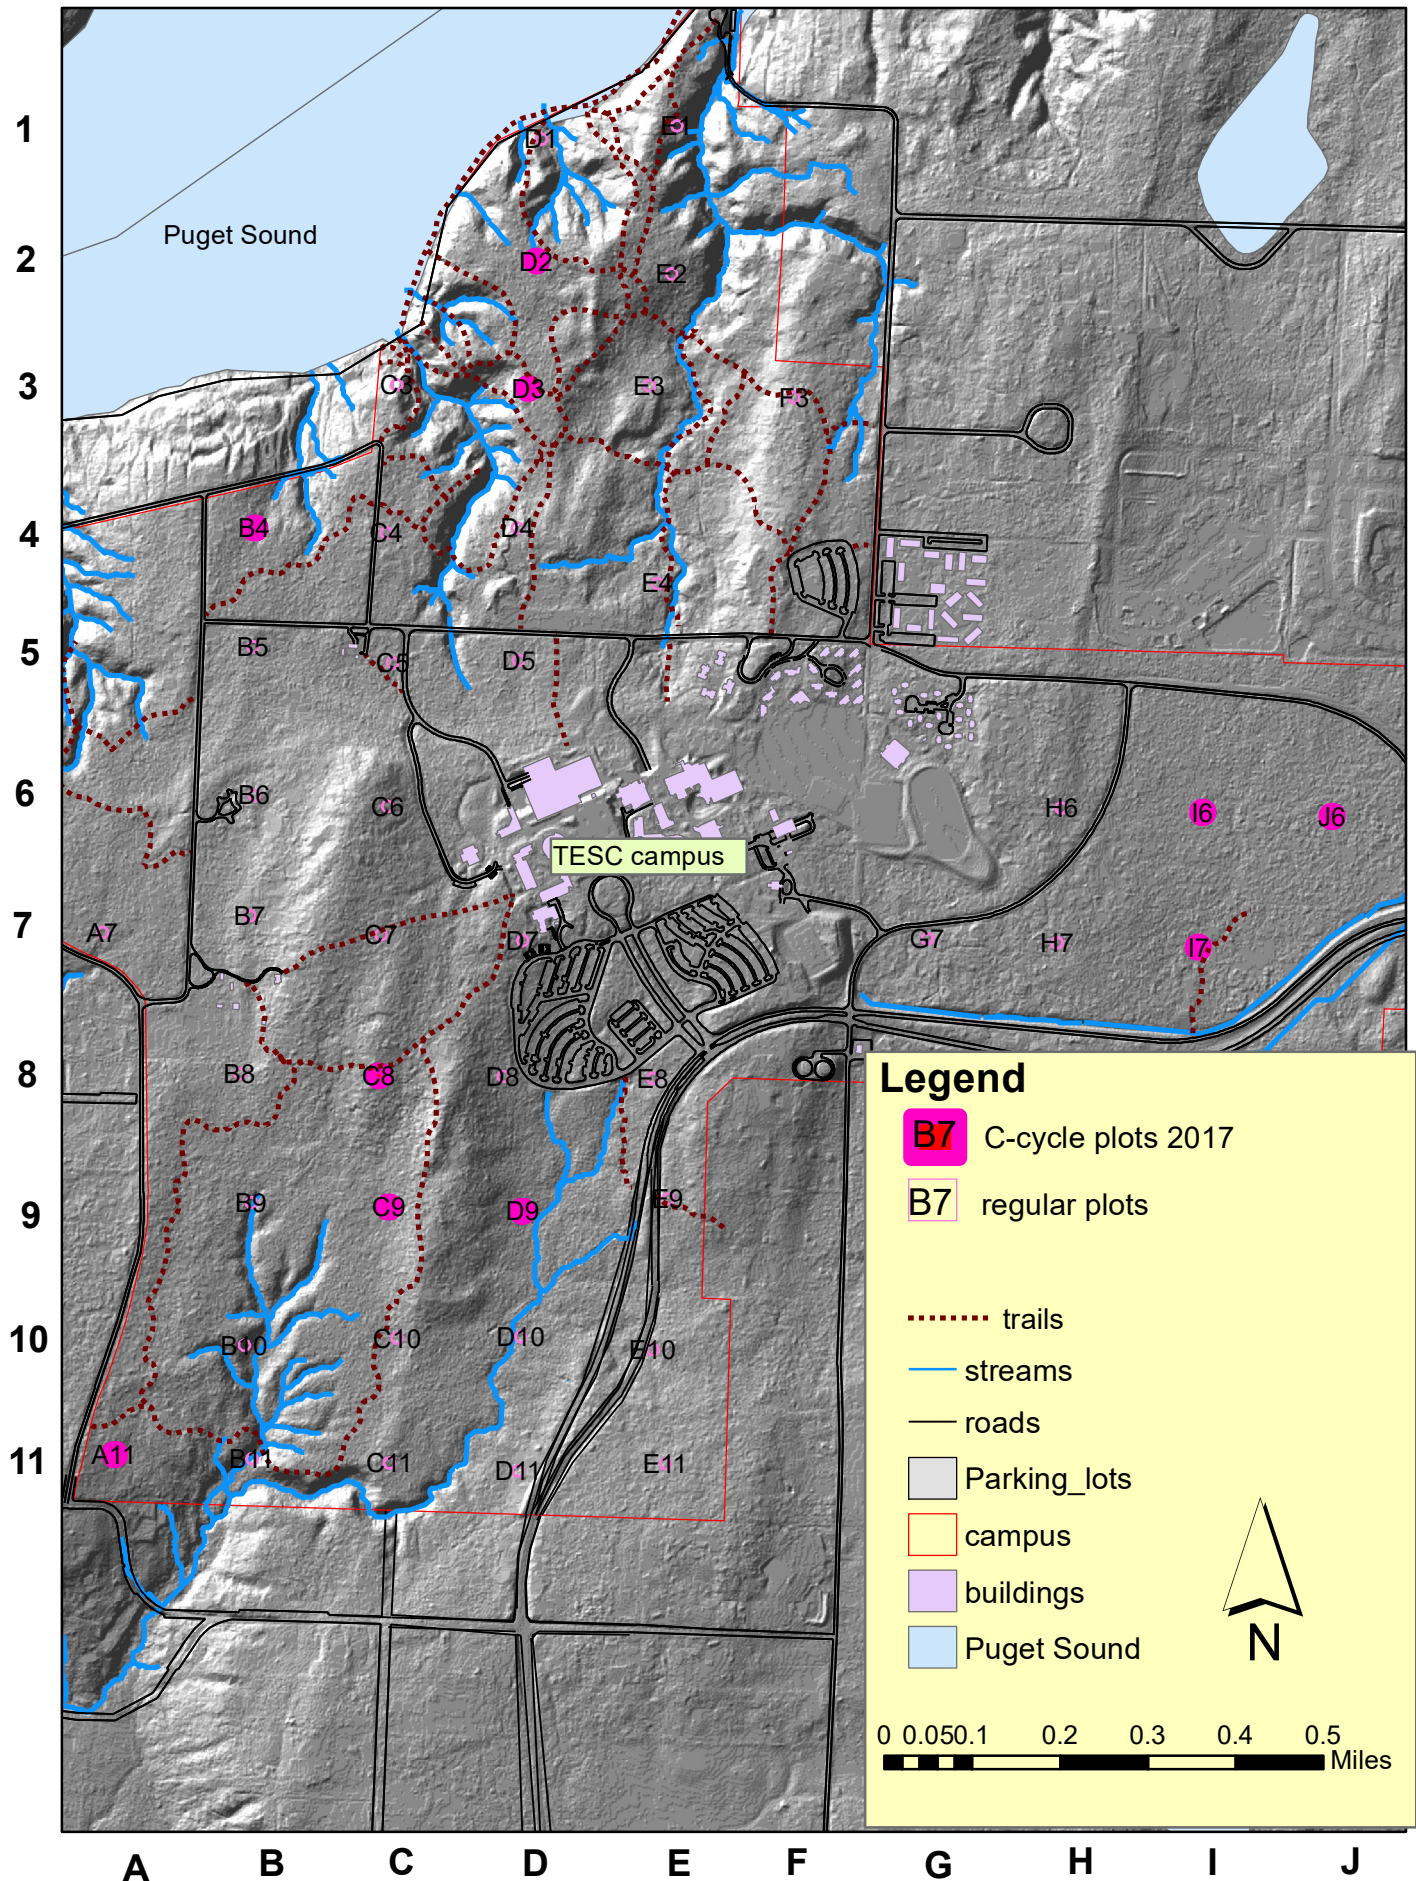 1
E1
D1
Puget Sound
2
D2
E2
3
C3
D3
E3
F3
4
B4
C4
D4
E4
5
B5
C5
D5
6
B6
C6
H6
I6
J6
TESC campus
7
A7
B7
C7
D7
G7
H7
I7
8
B8
C8
D8
E8
9
B9
C9
D9
E9
10
B10
C10
D10
E10
11
A11
B11
C11
D11
E11
Legend
B7 C-cycle plots 2017
B7 regular plots
trails
streams
roads
Parking_lots
campus
buildings
Puget Sound
N
0 0.050.1 0.2 0.3 0.4 0.5
Miles
A B C D E F G H I J